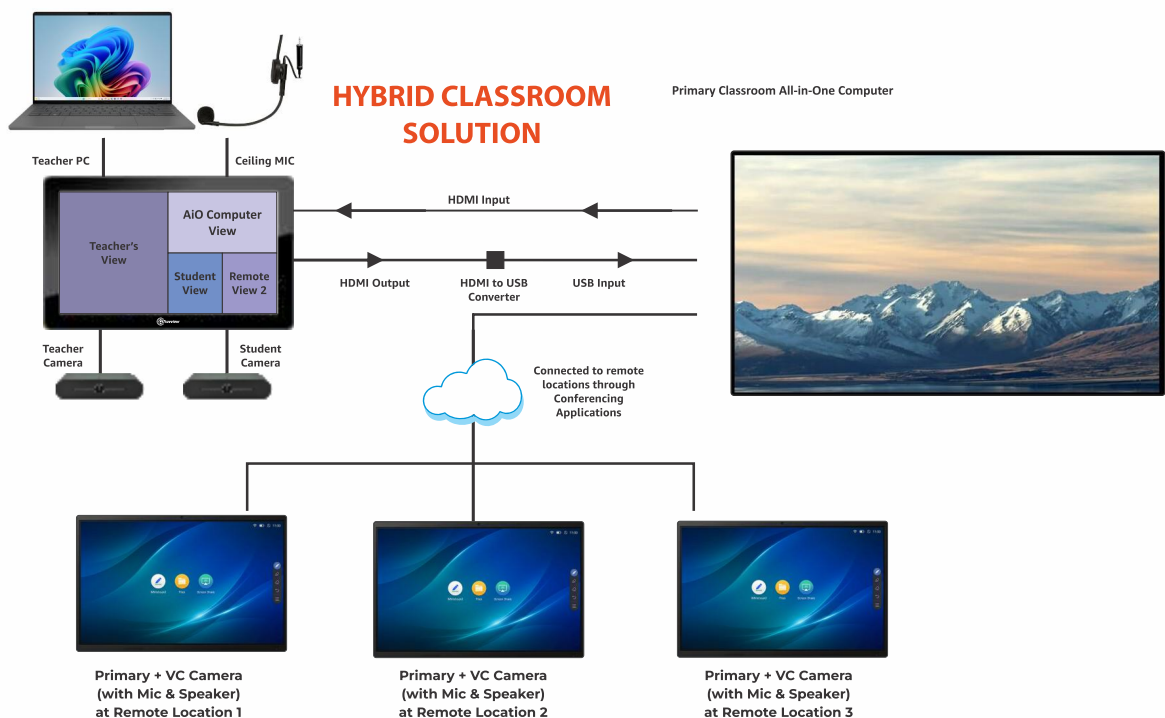 HYBRID CLASSROOM
SOLUTION
Primary Classroom All-in-One Computer
Teacher PC
Ceiling MIC
Teacher's
View
AiO Computer
View
Student
View
Remote
View 2
HDMI Input
HDMI Output
HDMI to USB
Converter
USB Input
Teacher
Camera
Student
Camera
Connected to remote
locations through
Conferencing
Applications
Primary + VC Camera
(with Mic & Speaker)
at Remote Location 1
Primary + VC Camera
(with Mic & Speaker)
at Remote Location 2
Primary + VC Camera
(with Mic & Speaker)
at Remote Location 3